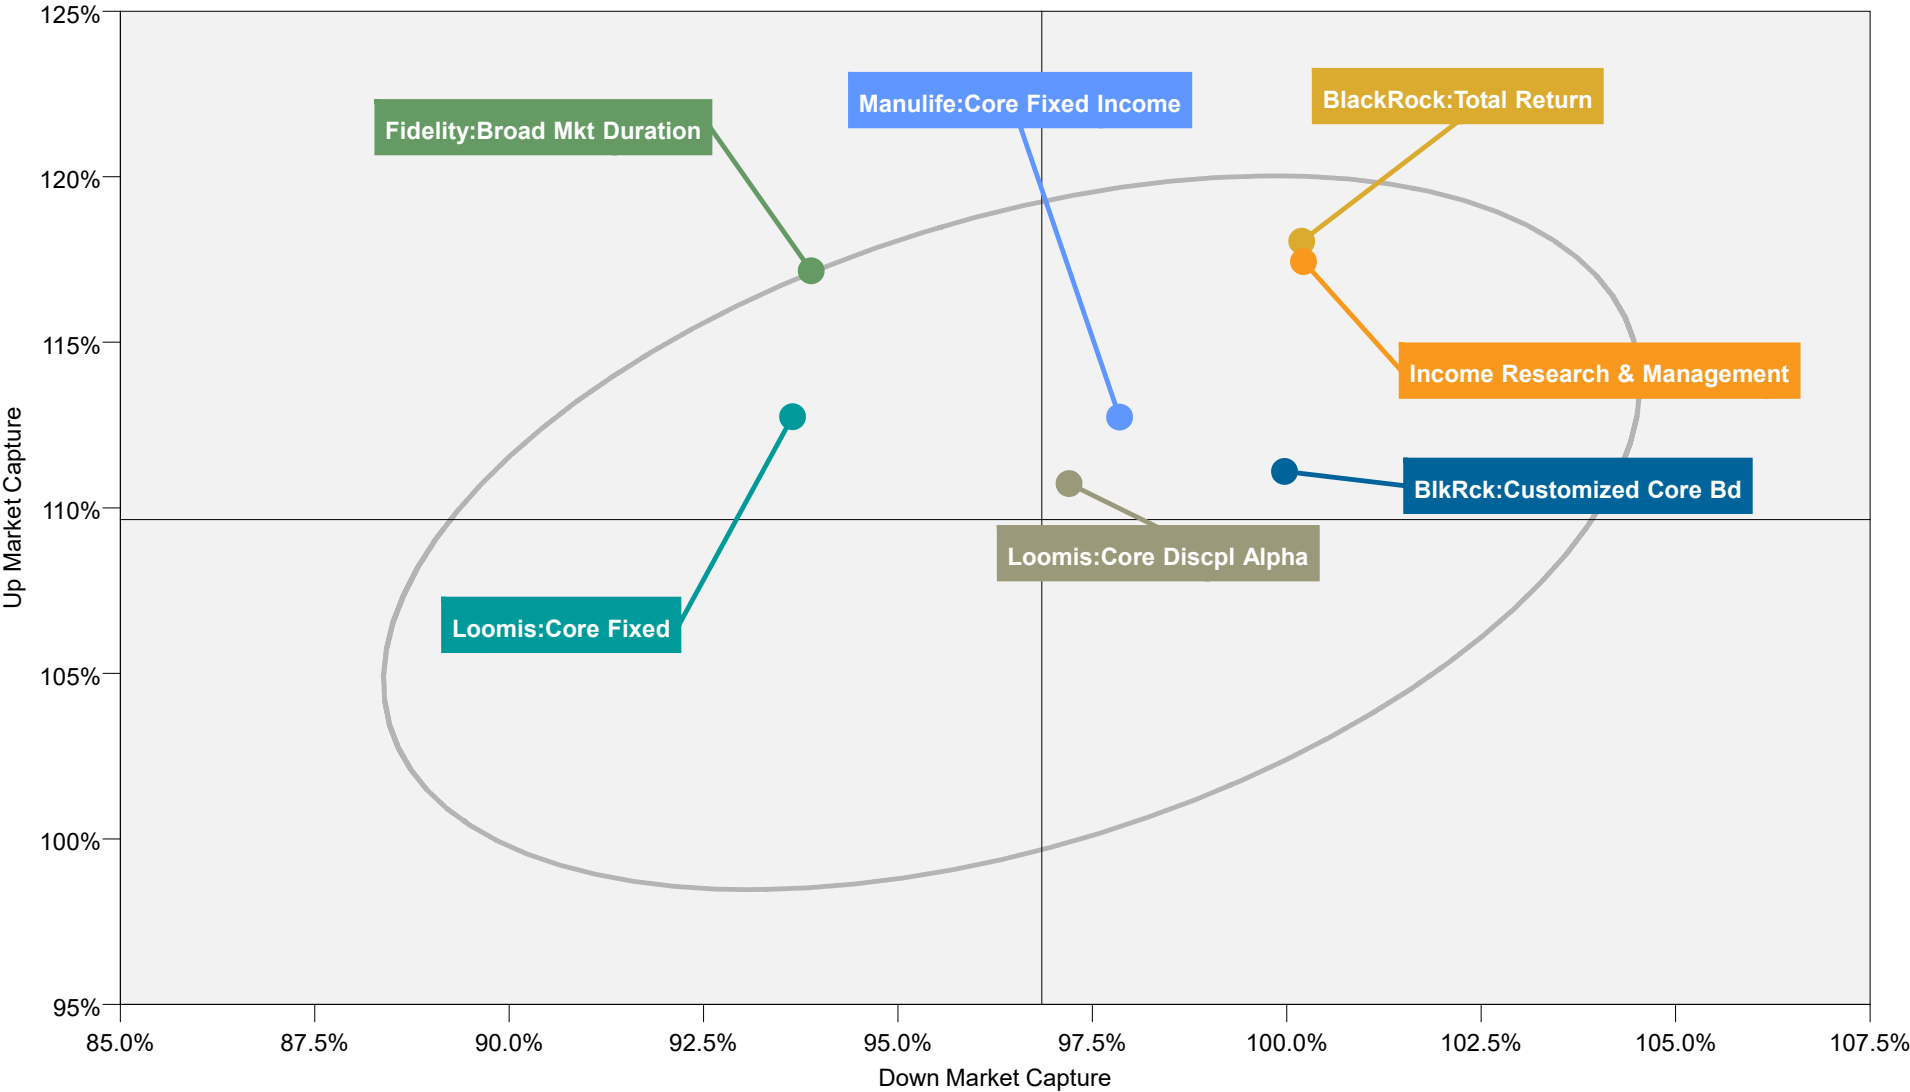 125%
120%
115%
110%
105%
100%
95%
Up Market Capture
Fidelity:Broad Mkt Duration
Manulife:Core Fixed Income
BlackRock:Total Return
Income Research & Management
BlkRck:Customized Core Bd
Loomis:Core Discpl Alpha
Loomis:Core Fixed
85.0% 87.5% 90.0% 92.5% 95.0% 97.5% 100.0% 102.5% 105.0% 107.5%
Down Market Capture